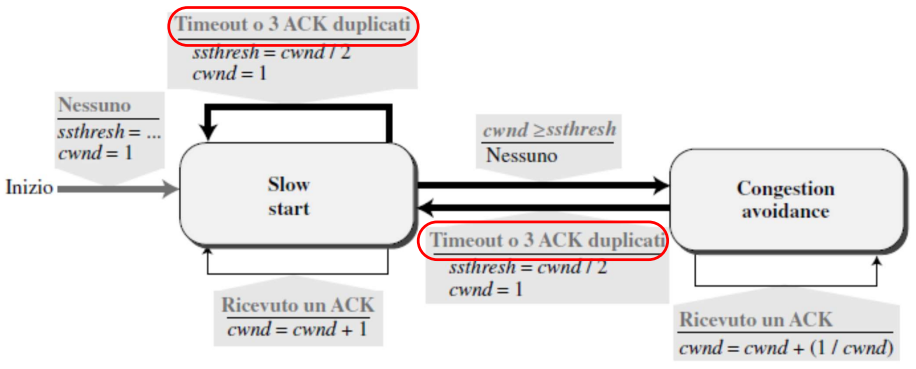 Timeout o 3 ACK duplicati
ssthresh = cwnd / 2
cwnd = 1
Nessuno
ssthresh = ...
cwnd = 1
Inizio
Slow
start
cwnd ≥ssthresh
Nessuno
Congestion
avoidance
Timeout o 3 ACK duplicati
ssthresh = cwnd / 2
cwnd = 1
Ricevuto un ACK
cwnd = cwnd + 1
Ricevuto un ACK
cwnd = cwnd + (1 / cwnd)